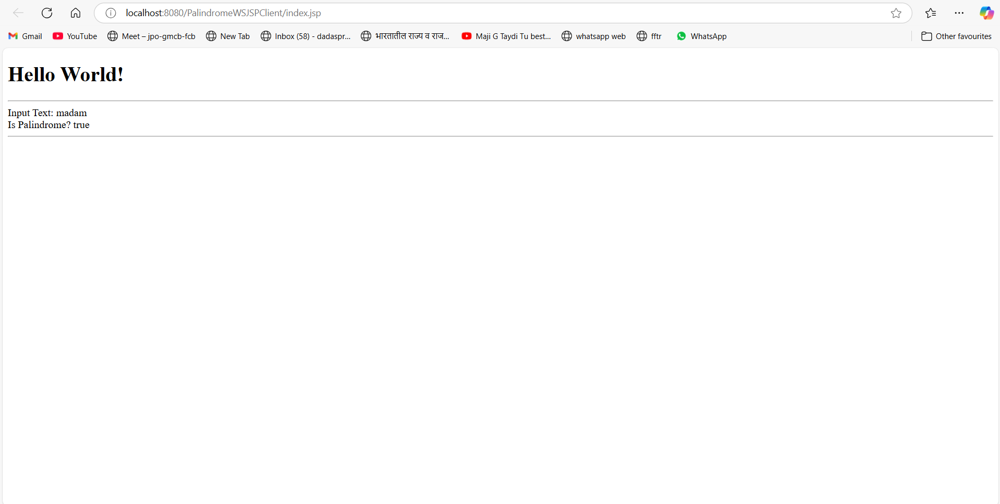 localhost:8080/PalindromeWSJSPClient/index.jsp
Gmail YouTube Meet – jpo-gmcb-fcb New Tab Inbox (58) - dadaspr... भारतातील राज्य व राज... Maji G Taydi Tu best... whatsapp web fftr WhatsApp Other favourites
Hello World!
Input Text: madam
Is Palindrome? true